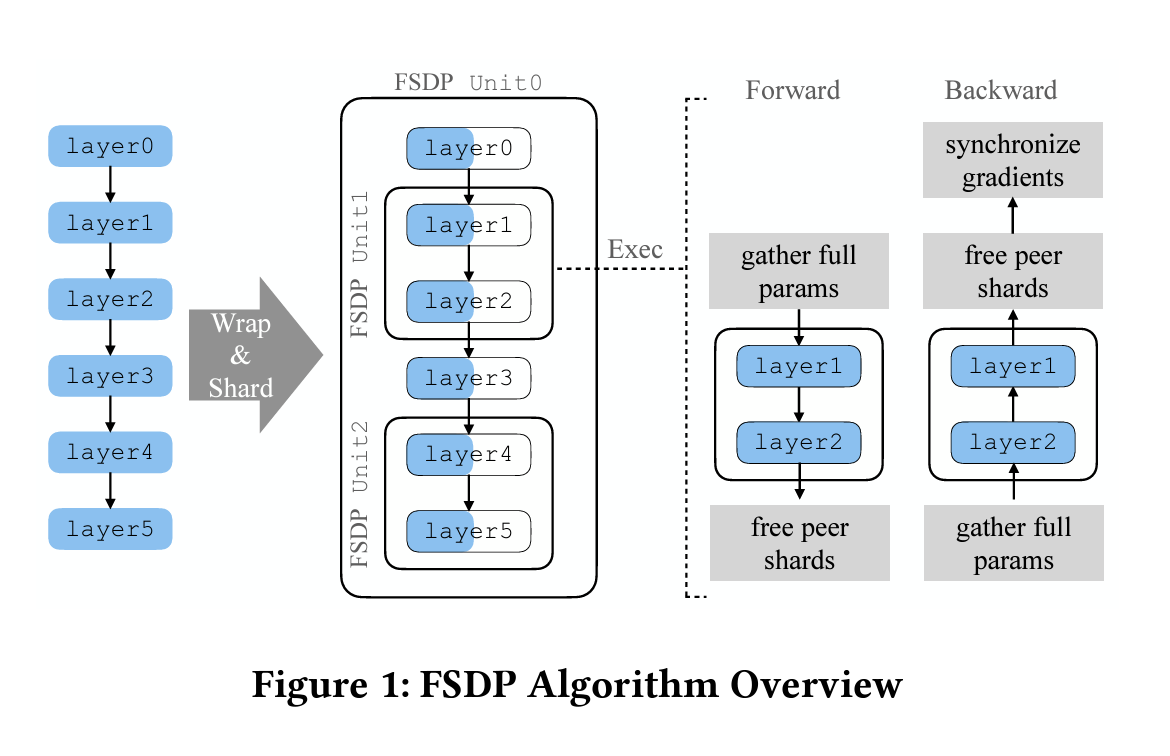 layer0
layer1
layer2
layer3
layer4
layer5
Wrap
&
Shard
FSDP Unit0
layer0
FSDP Unit1
layer1
layer2
layer3
FSDP Unit2
layer4
layer5
Exec
Forward
gather full
params
layer1
layer2
free peer
shards
Backward
synchronize
gradients
free peer
shards
layer1
layer2
gather full
params
Figure 1: FSDP Algorithm Overview